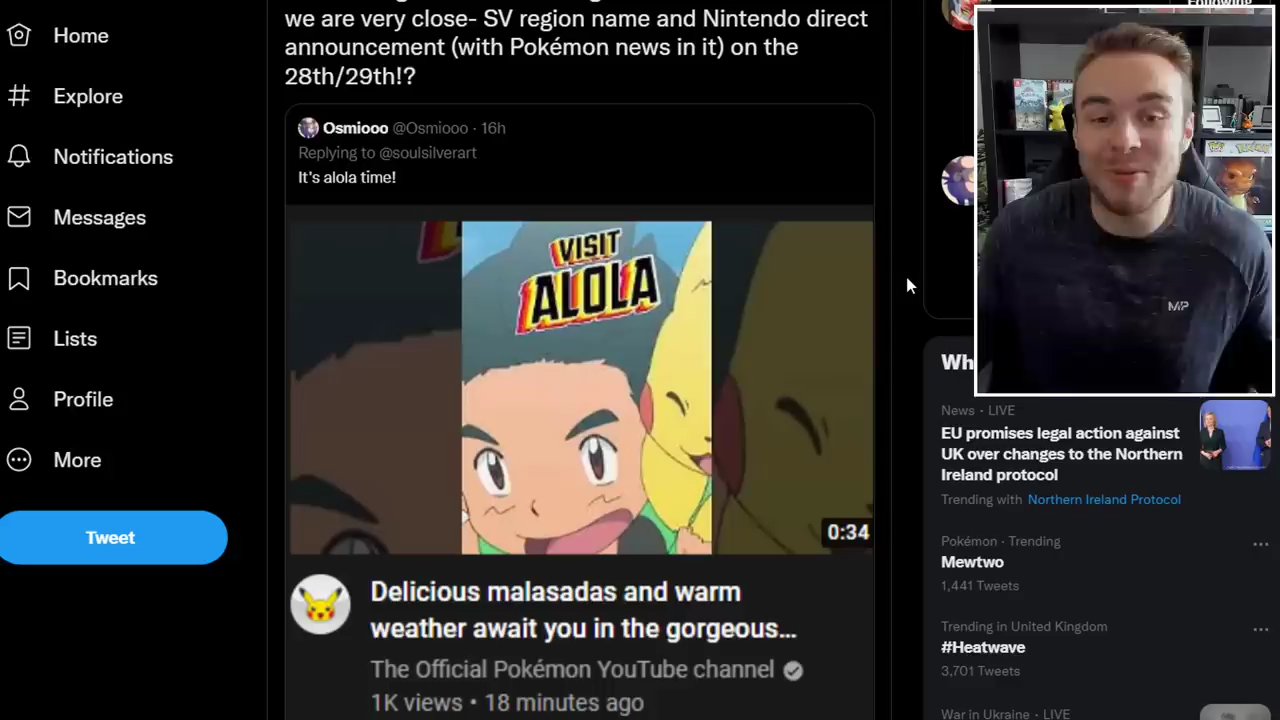 we are very close- SV region name and Nintendo direct
announcement (with Pokémon news in it) on the
28th/29th!?
Home
Explore
Notifications
Messages
Bookmarks
Lists
Profile
More
Tweet
Osmiooo @Osmiooo · 16h
Replying to @soulsilverart
It's alola time!
VISIT
ALOLA
0:34
Delicious malasadas and warm
weather await you in the gorgeous...
The Official Pokémon YouTube channel
1K views • 18 minutes ago
Following
MP
Wh
News · LIVE
EU promises legal action against
UK over changes to the Northern
Ireland protocol
Trending with Northern Ireland Protocol
Pokémon · Trending
Mewtwo
1,441 Tweets
Trending in United Kingdom
#Heatwave
3,701 Tweets
War in Ukraine · LIVE